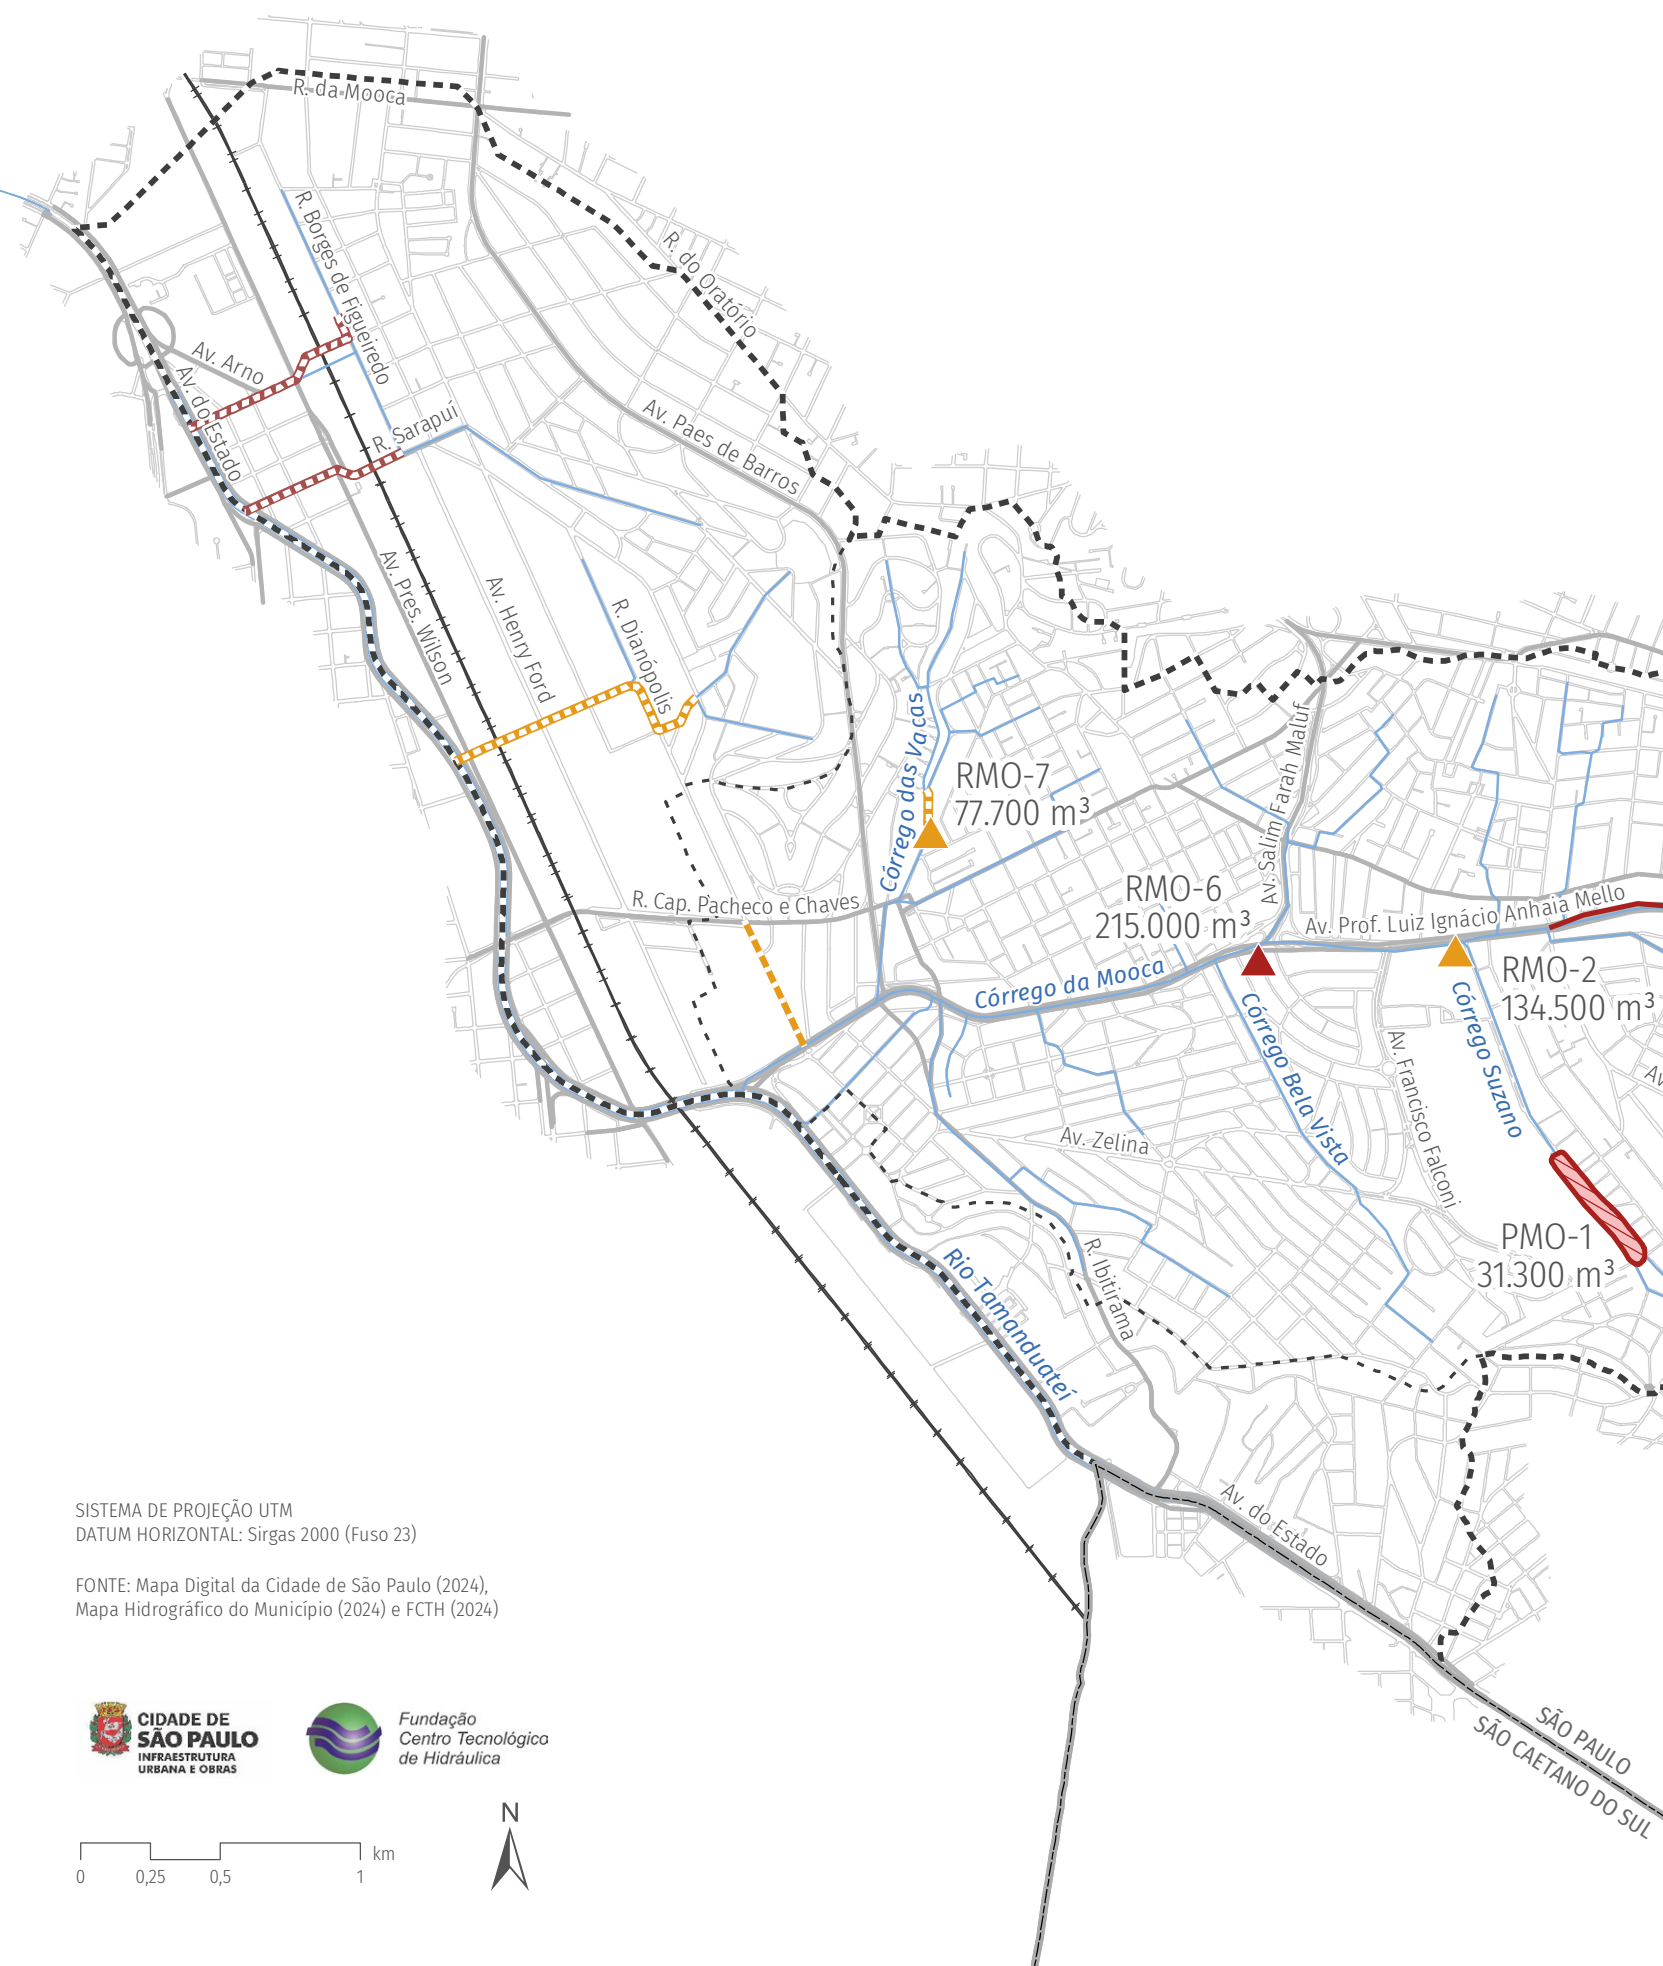 R. da Mooca
R. Borges de Figueiredo
R. do Oratório
Av. Arno
Av. do Estado
R. Sarapuí
Av. Paes de Barros
Av. Pres. Wilson
Av. Henry Ford
R. Dianópolis
Córrego das Vacas
RMO-7
77.700 m³
Av. Salim Farah Maluf
R. Cap. Pacheco e Chaves
RMO-6
215.000 m³
Av. Prof. Luiz Ignácio Anhaia Mello
RMO-2
134.500 m³
Córrego da Mooca
Córrego Bela Vista
Córrego Suzano
Av. Francisco Falconi
Av
Av. Zelina
PMO-1
31.300 m³
R. Ibitirama
Rio Tamanduateí
Av. do Estado
SÃO PAULO
SÃO CAETANO DO SUL
SISTEMA DE PROJEÇÃO UTM
DATUM HORIZONTAL: Sirgas 2000 (Fuso 23)
FONTE: Mapa Digital da Cidade de São Paulo (2024),
Mapa Hidrográfico do Município (2024) e FCTH (2024)
CIDADE DE
SÃO PAULO
INFRAESTRUTURA
URBANA E OBRAS
Fundação
Centro Tecnológico
de Hidráulica
N
km
0 0,25 0,5 1